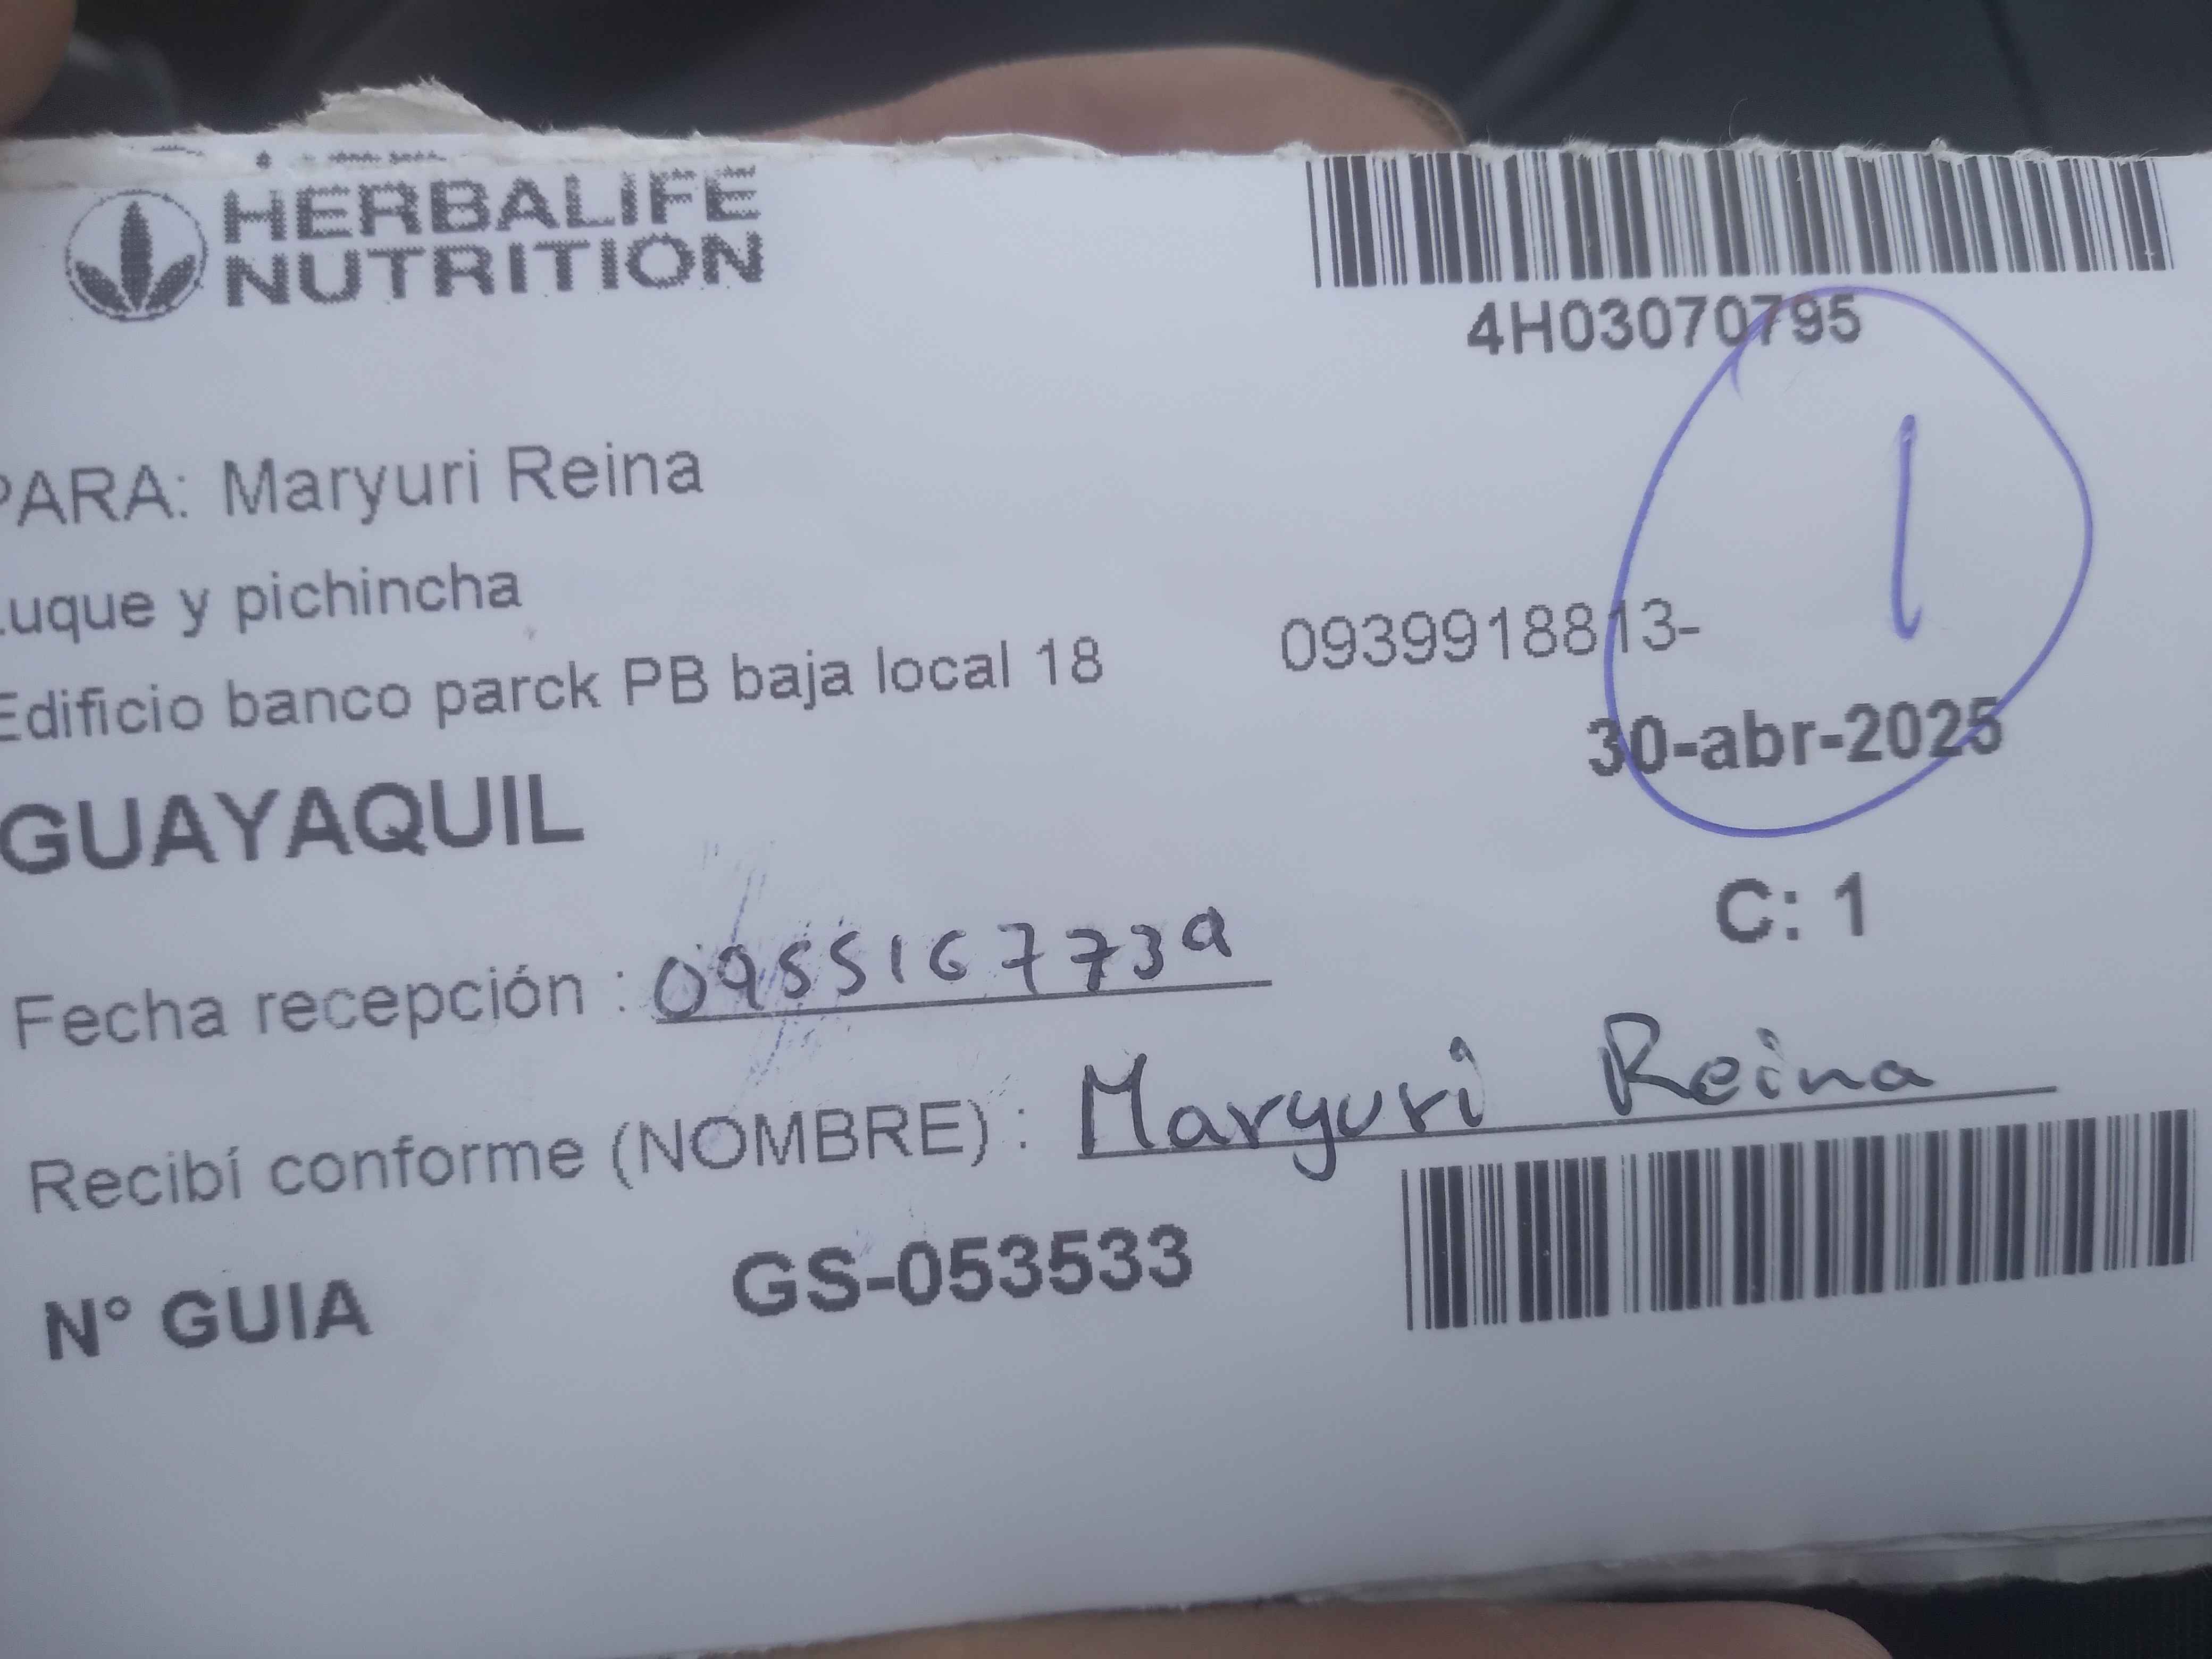 HERBALIFE
NUTRITION
4H03070795
PARA: Maryuri Reina
1
Luque y pichincha
Edificio banco parck PB baja local 18 0939918813-
30-abr-2025
GUAYAQUIL
C: 1
Fecha recepción : 0955167739
Recibí conforme (NOMBRE) : Maryuri Reina
N° GUIA GS-053533